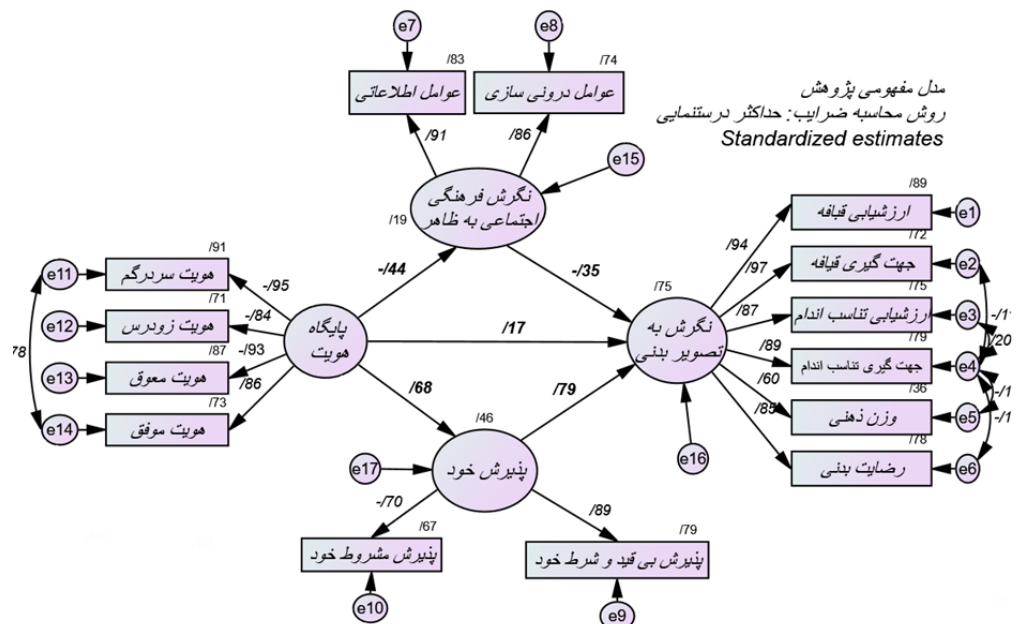 e7
e8
/83
/74
عوامل اطلاعاتی
عوامل درونی سازی
مدل مفهومی پژوهش
روش محاسبه ضرایب: حداکثر درستنمایی
Standardized estimates
/91
/86
e15
نگرش فرهنگی
اجتماعی به ظاهر
/19
/89
ارزشیابی قیافه
e1
/72
جهت گیری قیافه
e2
/75
ارزشیابی تناسب اندام
e3
/79
جهت گیری تناسب اندام
e4
/36
وزن ذهنی
e5
/78
رضایت بدنی
e6
/94
/97
/87
/89
/60
/85
/20
/91
هویت سردرگم
e11
/71
هویت زودرس
e12
/87
هویت معوق
e13
/73
هویت موفق
e14
78
-/95
-/84
-/93
/86
پایگاه
هویت
-/44
-/35
/17
/68
/79
/75
نگرش به
تصویر بدنی
e16
/46
پذیرش خود
e17
-/70
/89
/67
پذیرش مشروط خود
e10
/79
پذیرش بی قید و شرط خود
e9